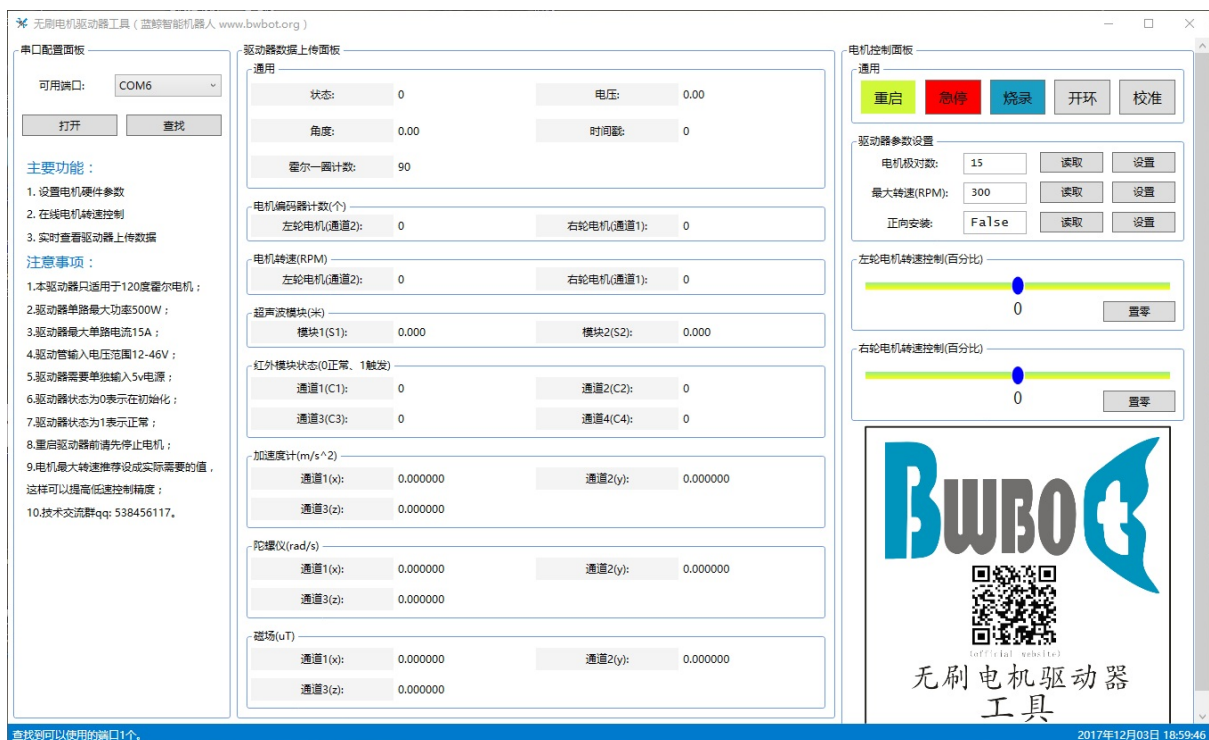 无刷电机驱动器工具 ( 蓝鲸智能机器人 www.bwbot.org )
串口配置面板
可用端口: COM6
打开 查找
主要功能：
1. 设置电机硬件参数
2. 在线电机转速控制
3. 实时查看驱动器上传数据
注意事项：
1.本驱动器只适用于120度霍尔电机；
2.驱动器单路最大功率500W；
3.驱动器最大单路电流15A；
4.驱动管输入电压范围12-46V；
5.驱动器需要单独输入5v电源；
6.驱动器状态为0表示在初始化；
7.驱动器状态为1表示正常；
8.重启驱动器前请先停止电机；
9.电机最大转速推荐设成实际需要的值，
这样可以提高低速控制精度；
10.技术交流群qq: 538456117。
驱动器数据上传面板
通用
状态: 0 电压: 0.00
角度: 0.00 时间戳: 0
霍尔一圈计数: 90
电机编码器计数(个)
左轮电机(通道2): 0 右轮电机(通道1): 0
电机转速(RPM)
左轮电机(通道2): 0 右轮电机(通道1): 0
超声波模块(米)
模块1(S1): 0.000 模块2(S2): 0.000
红外模块状态(0正常、1触发)
通道1(C1): 0 通道2(C2): 0
通道3(C3): 0 通道4(C4): 0
加速度计(m/s^2)
通道1(x): 0.000000 通道2(y): 0.000000
通道3(z): 0.000000
陀螺仪(rad/s)
通道1(x): 0.000000 通道2(y): 0.000000
通道3(z): 0.000000
磁场(uT)
通道1(x): 0.000000 通道2(y): 0.000000
通道3(z): 0.000000
电机控制面板
通用
重启 急停 烧录 开环 校准
驱动器参数设置
电机极对数: 15 读取 设置
最大转速(RPM): 300 读取 设置
正向安装: False 读取 设置
左轮电机转速控制(百分比)
0 置零
右轮电机转速控制(百分比)
0 置零
BWBOT
(official website)
无刷电机驱动器
工具
查找到可以使用的端口1个。 2017年12月03日 18:59:46